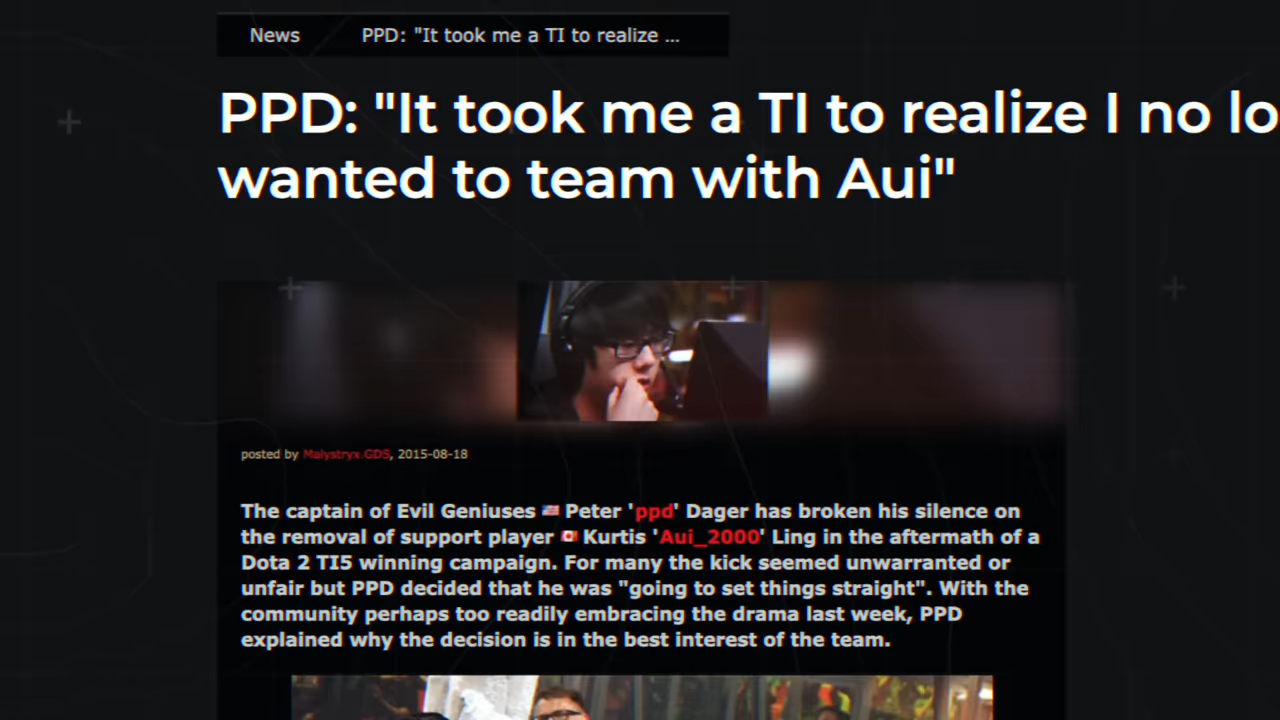 News PPD: "It took me a TI to realize ...
PPD: "It took me a TI to realize I no lo
wanted to team with Aui"
posted by Malystryx.GDS, 2015-08-18
The captain of Evil Geniuses Peter 'ppd' Dager has broken his silence on
the removal of support player Kurtis 'Aui_2000' Ling in the aftermath of a
Dota 2 TI5 winning campaign. For many the kick seemed unwarranted or
unfair but PPD decided that he was "going to set things straight". With the
community perhaps too readily embracing the drama last week, PPD
explained why the decision is in the best interest of the team.